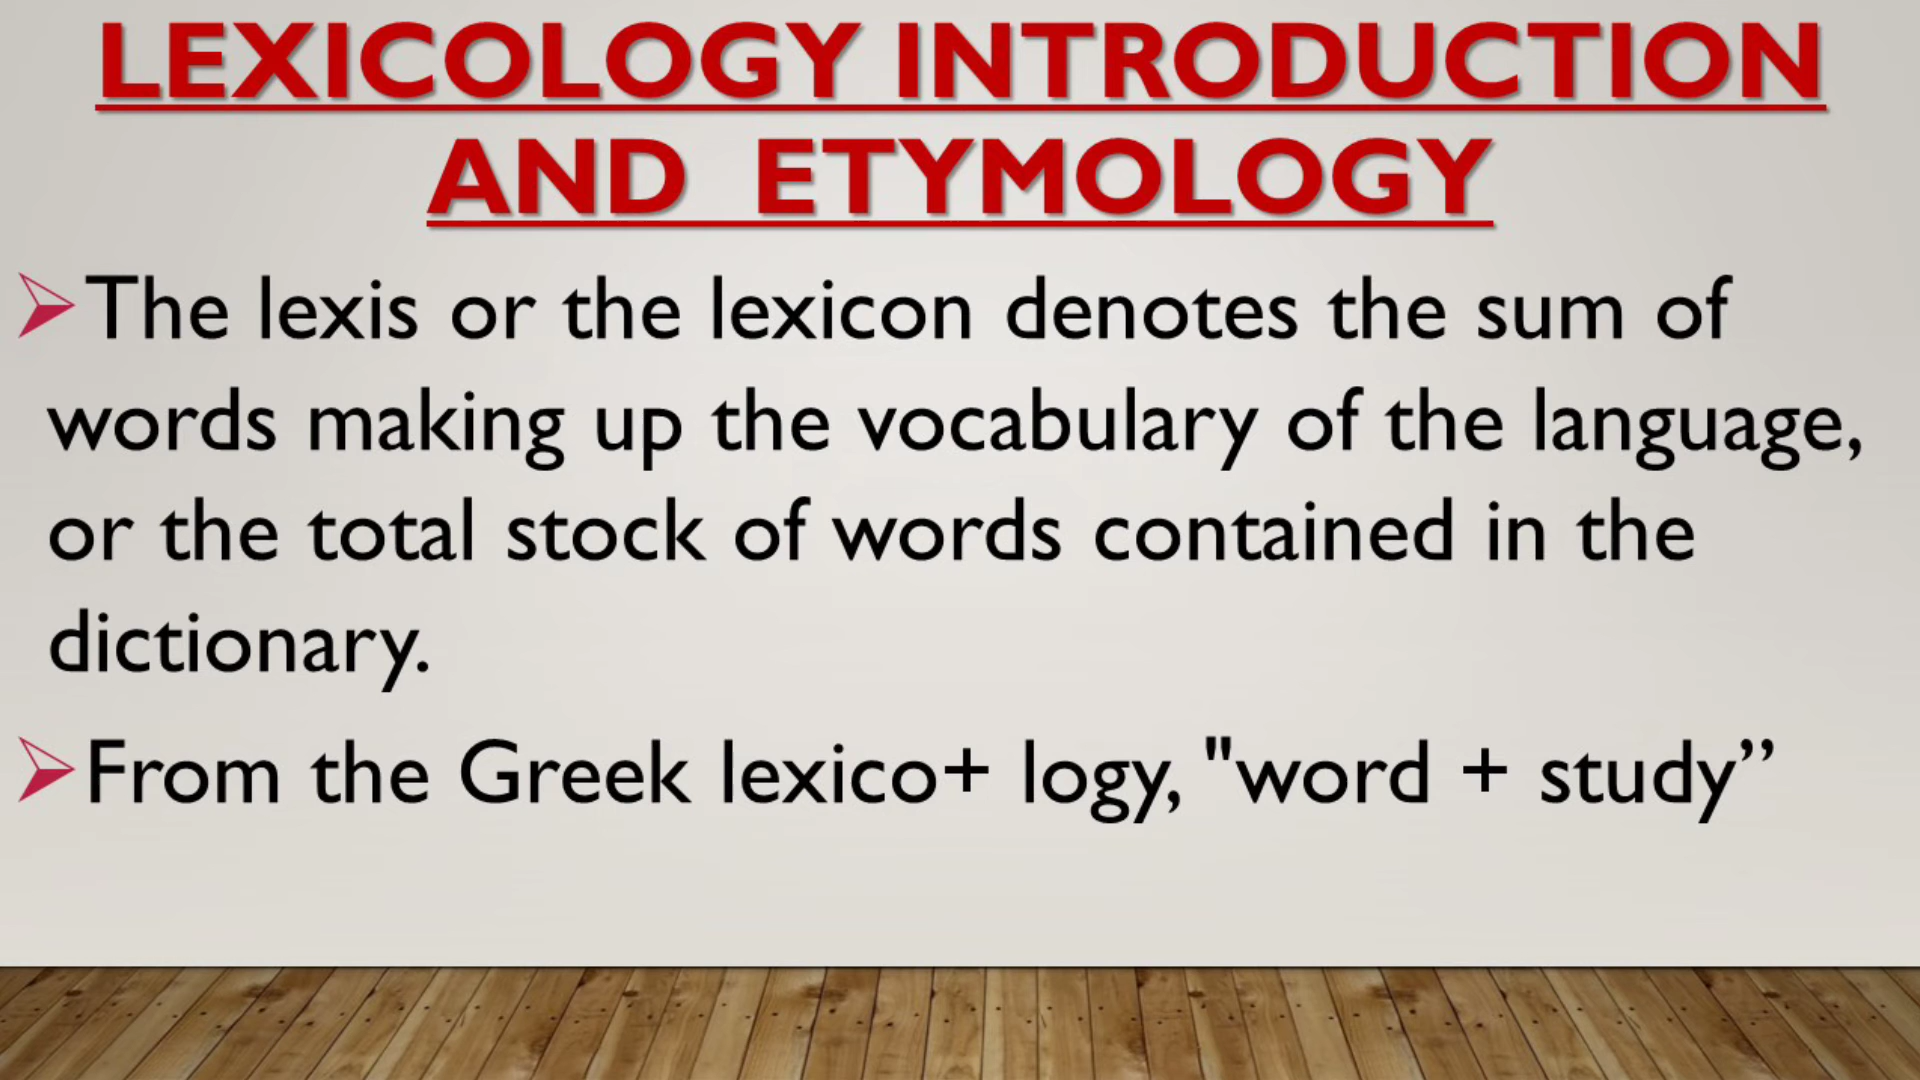 LEXICOLOGY INTRODUCTION
AND ETYMOLOGY
➢The lexis or the lexicon denotes the sum of
words making up the vocabulary of the language,
or the total stock of words contained in the
dictionary.
➢From the Greek lexico+ logy, "word + study”